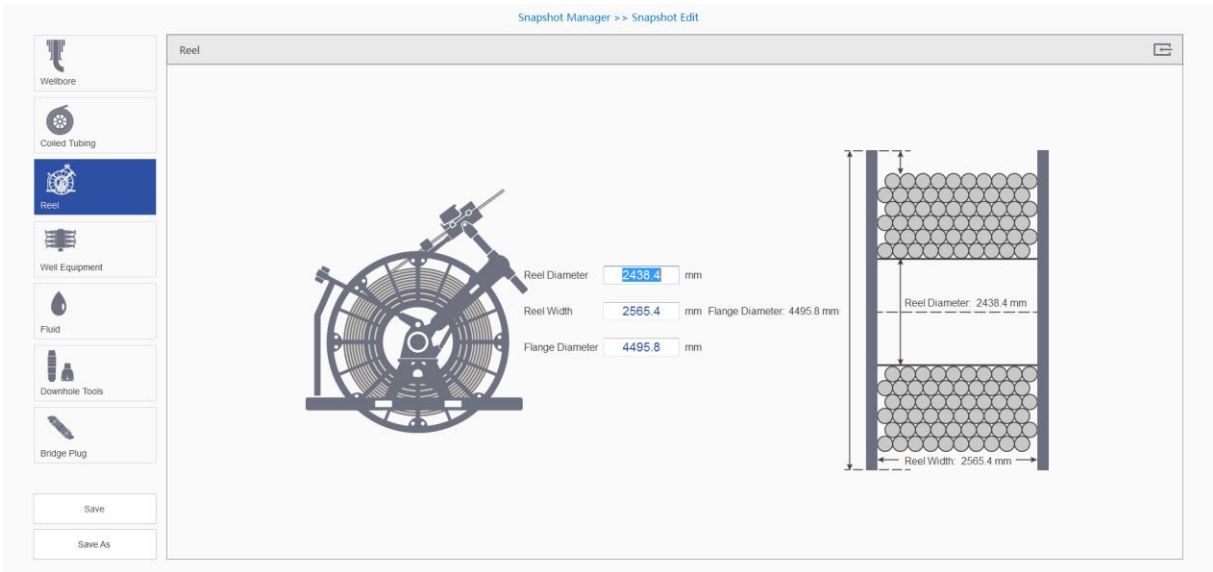 Snapshot Manager >> Snapshot Edit
Wellbore
Coiled Tubing
Reel
Well Equipment
Fluid
Downhole Tools
Bridge Plug
Save
Save As
Reel
Reel Diameter 2438.4 mm
Reel Width 2565.4 mm
Flange Diameter 4495.8 mm
Flange Diameter: 4495.8 mm
Reel Diameter: 2438.4 mm
Reel Width: 2565.4 mm